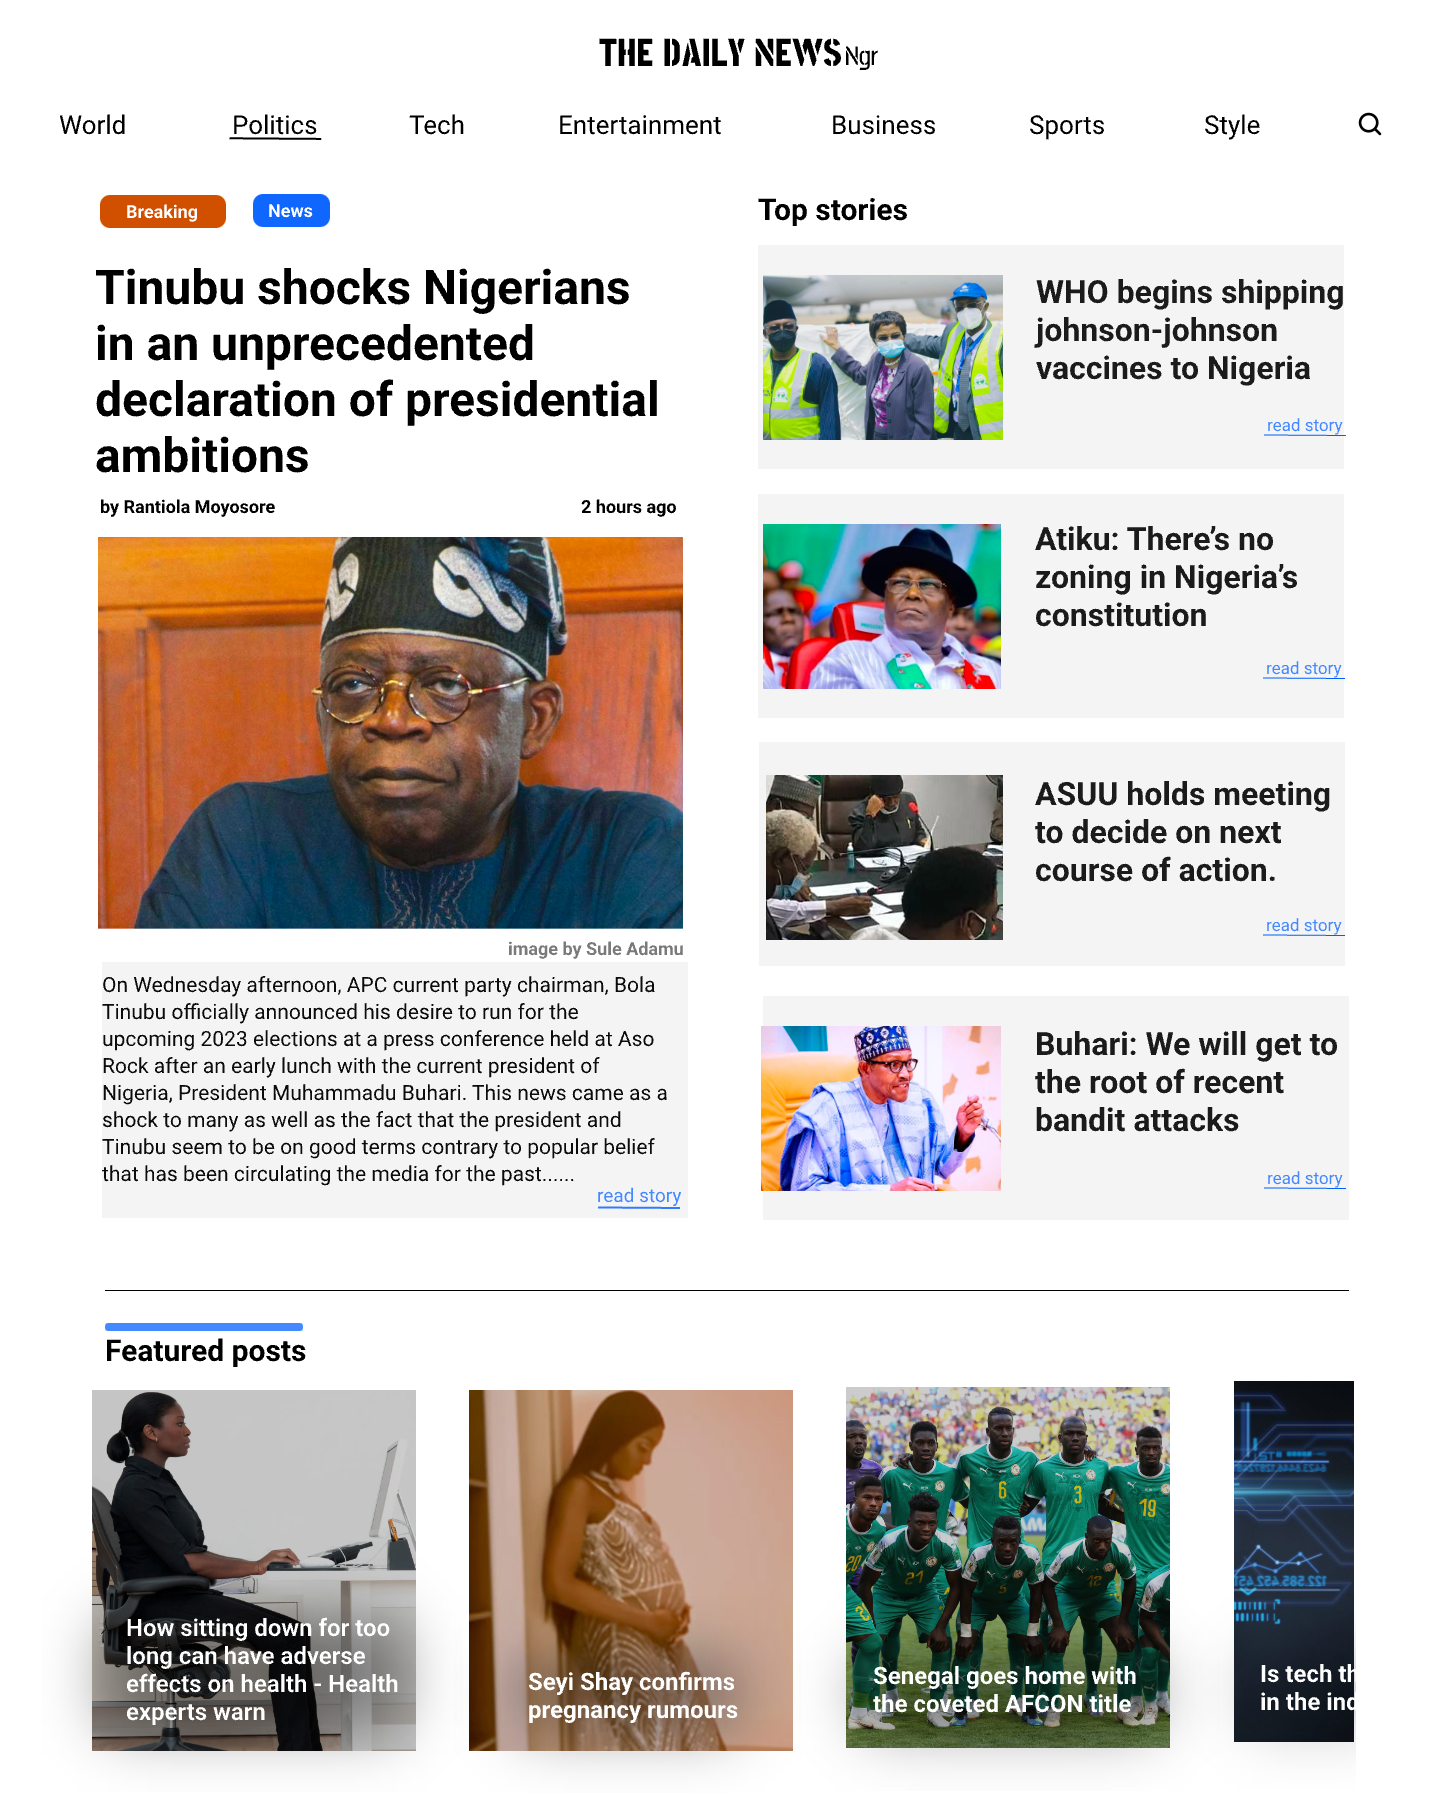 THE DAILY NEWS Ngr
World Politics Tech Entertainment Business Sports Style
Breaking News
Tinubu shocks Nigerians
in an unprecedented
declaration of presidential
ambitions
by Rantiola Moyosore 2 hours ago
image by Sule Adamu
On Wednesday afternoon, APC current party chairman, Bola
Tinubu officially announced his desire to run for the
upcoming 2023 elections at a press conference held at Aso
Rock after an early lunch with the current president of
Nigeria, President Muhammadu Buhari. This news came as a
shock to many as well as the fact that the president and
Tinubu seem to be on good terms contrary to popular belief
that has been circulating the media for the past......
read story
Top stories
WHO begins shipping
johnson-johnson
vaccines to Nigeria
read story
Atiku: There’s no
zoning in Nigeria’s
constitution
read story
ASUU holds meeting
to decide on next
course of action.
read story
Buhari: We will get to
the root of recent
bandit attacks
read story
Featured posts
How sitting down for too
long can have adverse
effects on health - Health
experts warn
Seyi Shay confirms
pregnancy rumours
6 3 19
20 21 5 12
Senegal goes home with
the coveted AFCON title
Is tech th
in the ind